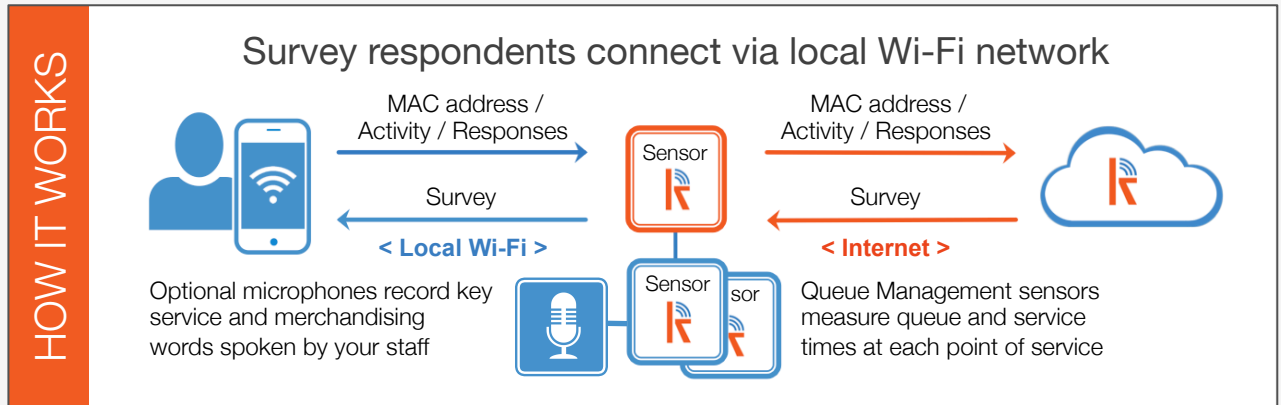 HOW IT WORKS
Survey respondents connect via local Wi-Fi network
MAC address /
Activity / Responses
Survey
< Local Wi-Fi >
Sensor
MAC address /
Activity / Responses
Survey
< Internet >
Optional microphones record key
service and merchandising
words spoken by your staff
Sensor
sor
Queue Management sensors
measure queue and service
times at each point of service